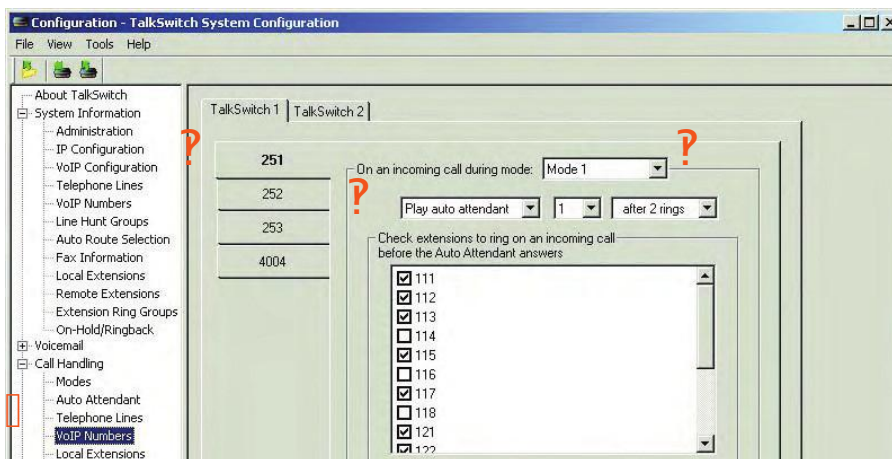 Configuration - TalkSwitch System Configuration
File View Tools Help
About TalkSwitch
System Information
Administration
IP Configuration
VoIP Configuration
Telephone Lines
VoIP Numbers
Line Hunt Groups
Auto Route Selection
Fax Information
Local Extensions
Remote Extensions
Extension Ring Groups
On-Hold/Ringback
Voicemail
Call Handling
Modes
Auto Attendant
Telephone Lines
VoIP Numbers
Local Extensions
TalkSwitch 1 TalkSwitch 2
?
251
252
253
4004
On an incoming call during mode: Mode 1
?
?
Play auto attendant 1 after 2 rings
Check extensions to ring on an incoming call
before the Auto Attendant answers
111
112
113
114
115
116
117
118
121
122